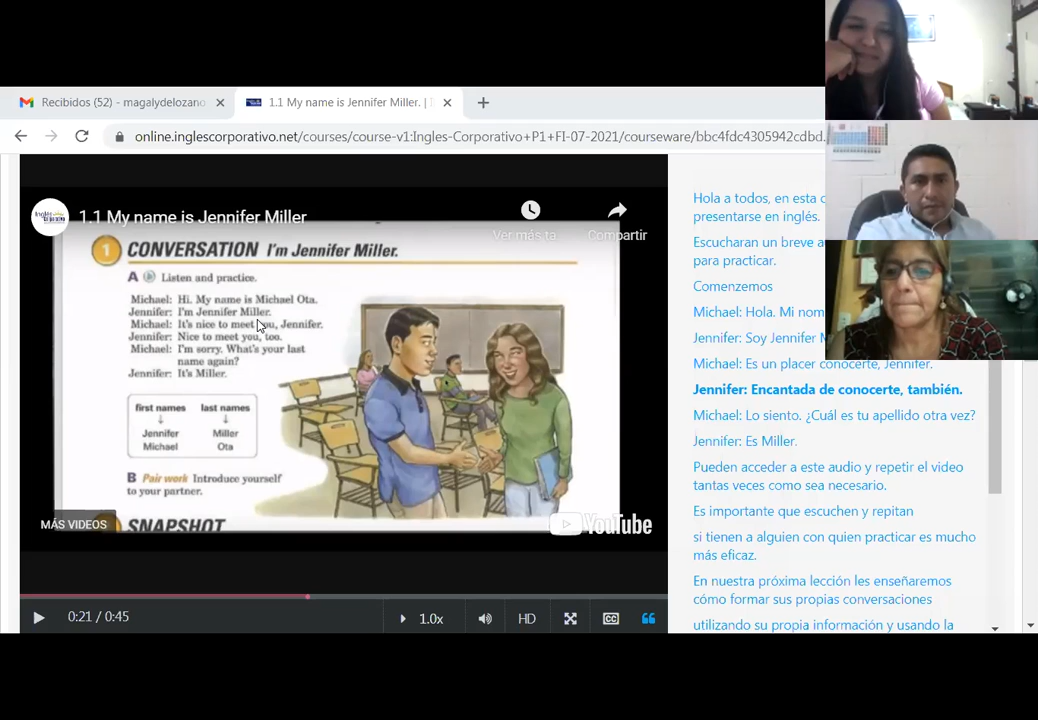 Recibidos (52) - magalydelozano
1.1 My name is Jennifer Miller. |
online.inglescorporativo.net/courses/course-v1:Ingles-Corporativo+P1+FI-07-2021/courseware/bbc4fdc4305942cdbd.
1.1 My name is Jennifer Miller
Ver más ta
Compartir
1 CONVERSATION I'm Jennifer Miller.
A Listen and practice.
Michael: Hi. My name is Michael Ota.
Jennifer: I'm Jennifer Miller.
Michael: It's nice to meet you, Jennifer.
Jennifer: Nice to meet you, too.
Michael: I'm sorry. What's your last
name again?
Jennifer: It's Miller.
first names last names
↓ ↓
Jennifer Miller
Michael Ota
B Pair work Introduce yourself
to your partner.
SNAPSHOT
MÁS VIDEOS
YouTube
0:21 / 0:45
1.0x
HD
CC
Hola a todos, en esta
presentarse en inglés.
Escucharan un breve
para practicar.
Comenzemos
Michael: Hola. Mi nom
Jennifer: Soy Jennifer
Michael: Es un placer conocerte, Jennifer.
Jennifer: Encantada de conocerte, también.
Michael: Lo siento. ¿Cuál es tu apellido otra vez?
Jennifer: Es Miller.
Pueden acceder a este audio y repetir el video
tantas veces como sea necesario.
Es importante que escuchen y repitan
si tienen a alguien con quien practicar es mucho
más eficaz.
En nuestra próxima lección les enseñaremos
cómo formar sus propias conversaciones
utilizando su propia información y usando la